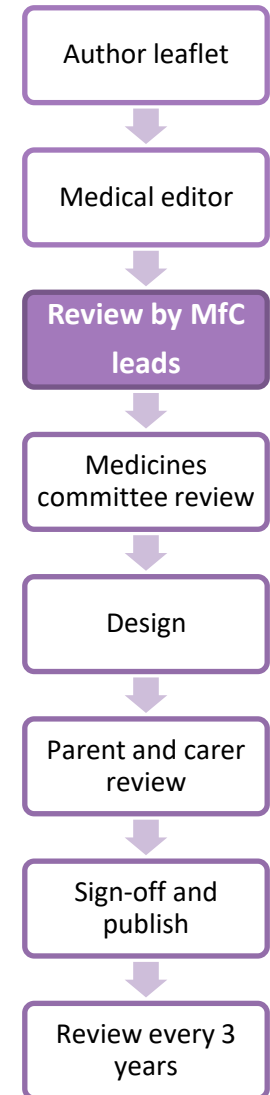 Author leaflet
Medical editor
Review by MfC
leads
Medicines
committee review
Design
Parent and carer
review
Sign-off and
publish
Review every 3
years